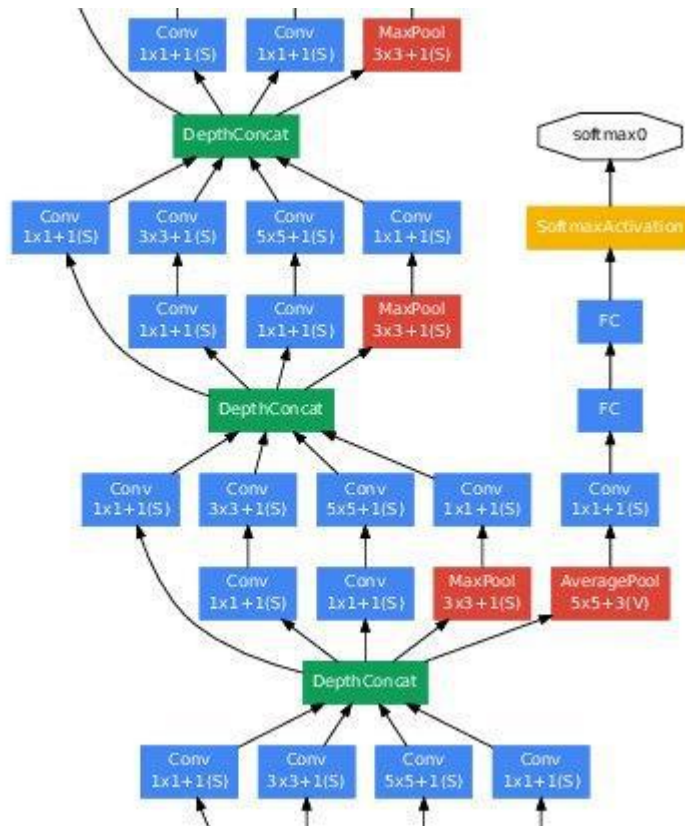 Conv
1x1+1(S)
Conv
1x1+1(S)
MaxPool
3x3+1(S)
DepthConcat
softmax0
Conv
1x1+1(S)
Conv
3x3+1(S)
Conv
5x5+1(S)
Conv
1x1+1(S)
SoftmaxActivation
Conv
1x1+1(S)
Conv
1x1+1(S)
MaxPool
3x3+1(S)
FC
DepthConcat
FC
Conv
1x1+1(S)
Conv
3x3+1(S)
Conv
5x5+1(S)
Conv
1x1+1(S)
Conv
1x1+1(S)
Conv
1x1+1(S)
Conv
1x1+1(S)
MaxPool
3x3+1(S)
AveragePool
5x5+3(V)
DepthConcat
Conv
1x1+1(S)
Conv
3x3+1(S)
Conv
5x5+1(S)
Conv
1x1+1(S)